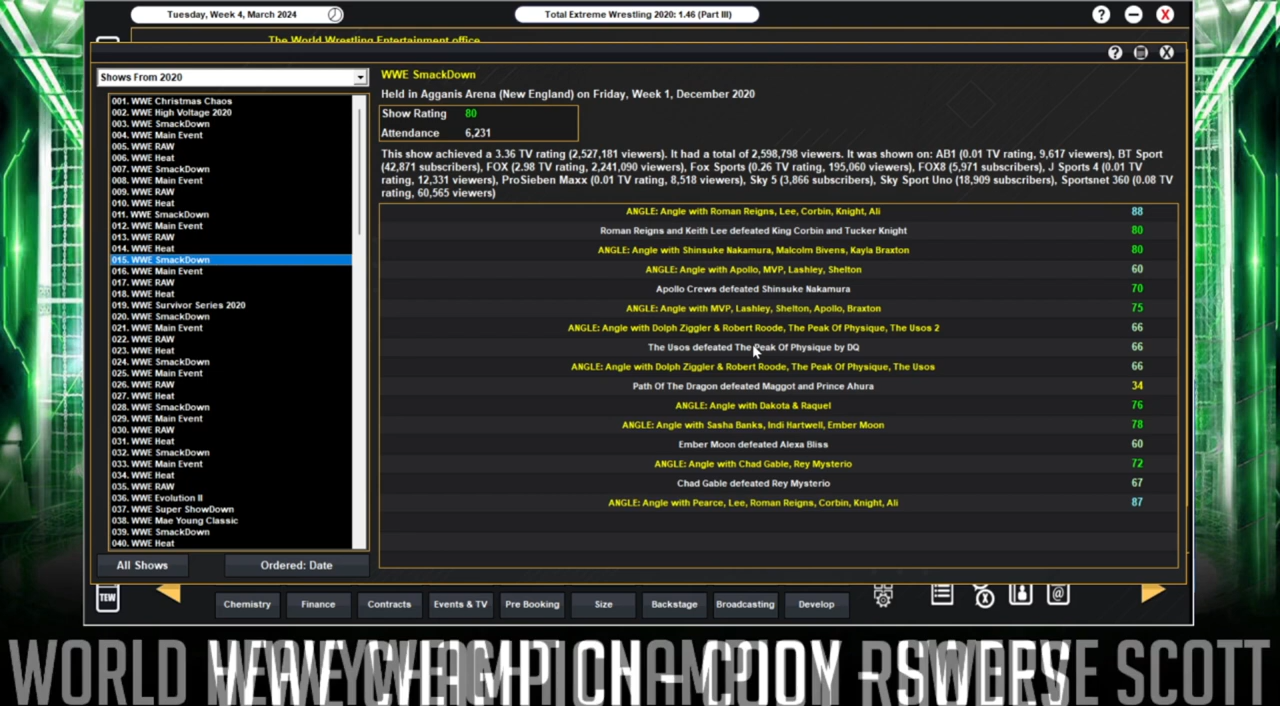 Tuesday, Week 4, March 2024
Total Extreme Wrestling 2020: 1.46 (Part III)
The World Wrestling Entertainment office
Shows From 2020
001. WWE Christmas Chaos
002. WWE High Voltage 2020
003. WWE SmackDown
004. WWE Main Event
005. WWE RAW
006. WWE Heat
007. WWE SmackDown
008. WWE Main Event
009. WWE RAW
010. WWE Heat
011. WWE SmackDown
012. WWE Main Event
013. WWE RAW
014. WWE Heat
015. WWE SmackDown
016. WWE Main Event
017. WWE RAW
018. WWE Heat
019. WWE Survivor Series 2020
020. WWE SmackDown
021. WWE Main Event
022. WWE RAW
023. WWE Heat
024. WWE SmackDown
025. WWE Main Event
026. WWE RAW
027. WWE Heat
028. WWE SmackDown
029. WWE Main Event
030. WWE RAW
031. WWE Heat
032. WWE SmackDown
033. WWE Main Event
034. WWE Heat
035. WWE RAW
036. WWE Evolution II
037. WWE Super ShowDown
038. WWE Mae Young Classic
039. WWE SmackDown
040. WWE Heat
All Shows
Ordered: Date
WWE SmackDown
Held in Agganis Arena (New England) on Friday, Week 1, December 2020
Show Rating 80
Attendance 6,231
This show achieved a 3.36 TV rating (2,527,181 viewers). It had a total of 2,598,798 viewers. It was shown on: AB1 (0.01 TV rating, 9,617 viewers), BT Sport
(42,871 subscribers), FOX (2.98 TV rating, 2,241,090 viewers), Fox Sports (0.26 TV rating, 195,060 viewers), FOX8 (5,971 subscribers), J Sports 4 (0.01 TV
rating, 12,331 viewers), ProSieben Maxx (0.01 TV rating, 8,518 viewers), Sky 5 (3,866 subscribers), Sky Sport Uno (18,909 subscribers), Sportsnet 360 (0.08 TV
rating, 60,565 viewers)
ANGLE: Angle with Roman Reigns, Lee, Corbin, Knight, Ali 88
Roman Reigns and Keith Lee defeated King Corbin and Tucker Knight 80
ANGLE: Angle with Shinsuke Nakamura, Malcolm Bivens, Kayla Braxton 80
ANGLE: Angle with Apollo, MVP, Lashley, Shelton 60
Apollo Crews defeated Shinsuke Nakamura 70
ANGLE: Angle with MVP, Lashley, Shelton, Apollo, Braxton 75
ANGLE: Angle with Dolph Ziggler & Robert Roode, The Peak Of Physique, The Usos 2 66
The Usos defeated The Peak Of Physique by DQ 66
ANGLE: Angle with Dolph Ziggler & Robert Roode, The Peak Of Physique, The Usos 66
Path Of The Dragon defeated Maggot and Prince Ahura 34
ANGLE: Angle with Dakota & Raquel 76
ANGLE: Angle with Sasha Banks, Indi Hartwell, Ember Moon 78
Ember Moon defeated Alexa Bliss 60
ANGLE: Angle with Chad Gable, Rey Mysterio 72
Chad Gable defeated Rey Mysterio 67
ANGLE: Angle with Pearce, Lee, Roman Reigns, Corbin, Knight, Ali 87
TEW
Chemistry
Finance
Contracts
Events & TV
Pre Booking
Size
Backstage
Broadcasting
Develop
WORLD
SCOTT